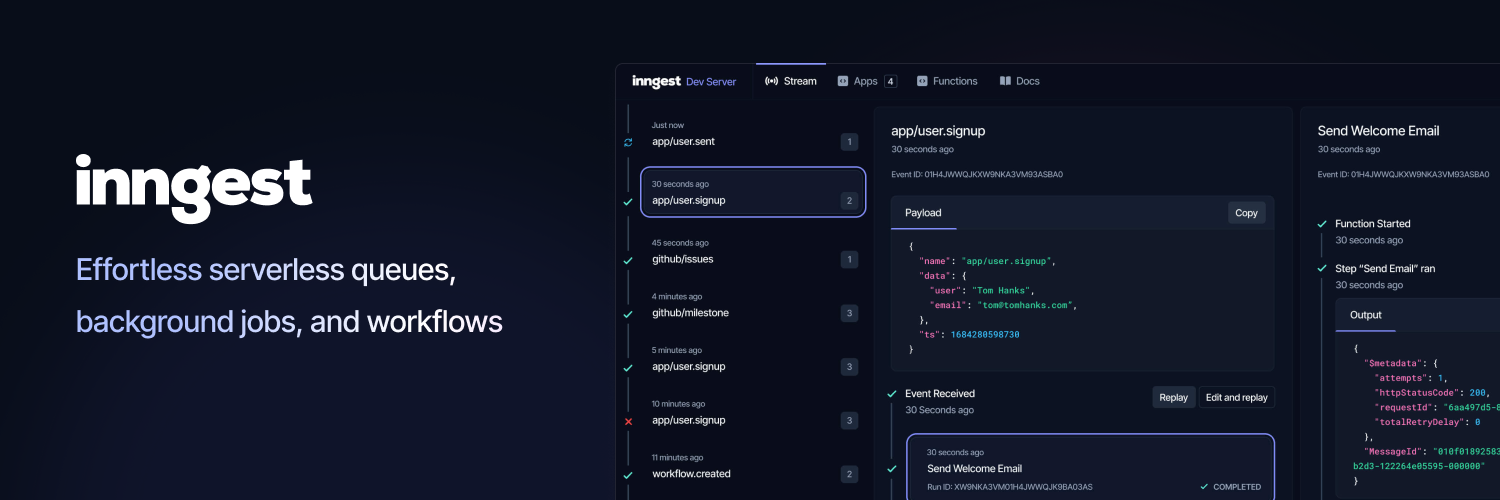 inngest
Effortless serverless queues,
background jobs, and workflows
inngest Dev Server
Stream
Apps 4
Functions
Docs
Just now
app/user.sent 1
30 seconds ago
app/user.signup 2
45 seconds ago
github/issues 1
4 minutes ago
github/milestone 3
5 minutes ago
app/user.signup 3
10 minutes ago
app/user.signup 3
11 minutes ago
workflow.created 2
app/user.signup
30 seconds ago
Event ID: 01H4JWWQJKXW9NKA3VM93ASBA0
Payload Copy
{
"name": "app/user.signup",
"data": {
"user": "Tom Hanks",
"email": "tom@tomhanks.com",
},
"ts": 1684280598730
}
Event Received
30 Seconds ago
Replay Edit and replay
30 seconds ago
Send Welcome Email
Run ID: XW9NKA3VM01H4JWWQJK9BA03AS COMPLETED
Send Welcome Email
30 seconds ago
Event ID: 01H4JWWQJKXW9NKA3VM93ASBA0
Function Started
30 seconds ago
Step “Send Email” ran
30 seconds ago
Output
{
"$metadata": {
"attempts": 1,
"httpStatusCode": 200,
"requestId": "6aa497d5-8
"totalRetryDelay": 0
},
"MessageId": "010f01892583
b2d3-122264e05595-000000"
}